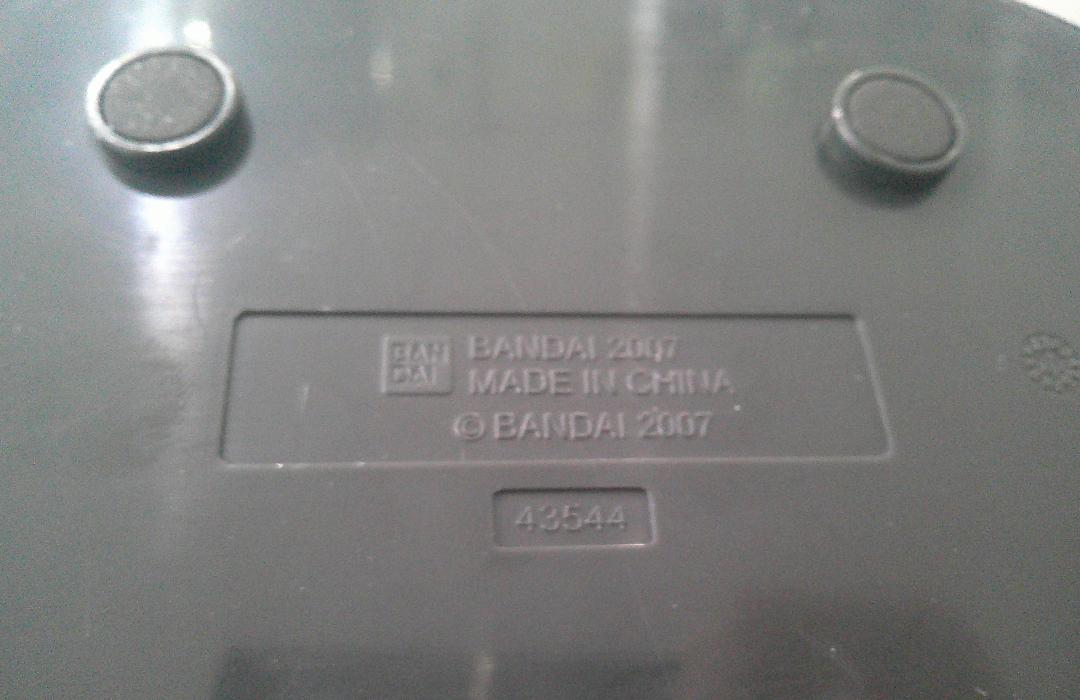 BAN
DAI
BANDAI 2007
MADE IN CHINA
© BANDAI 2007
43544